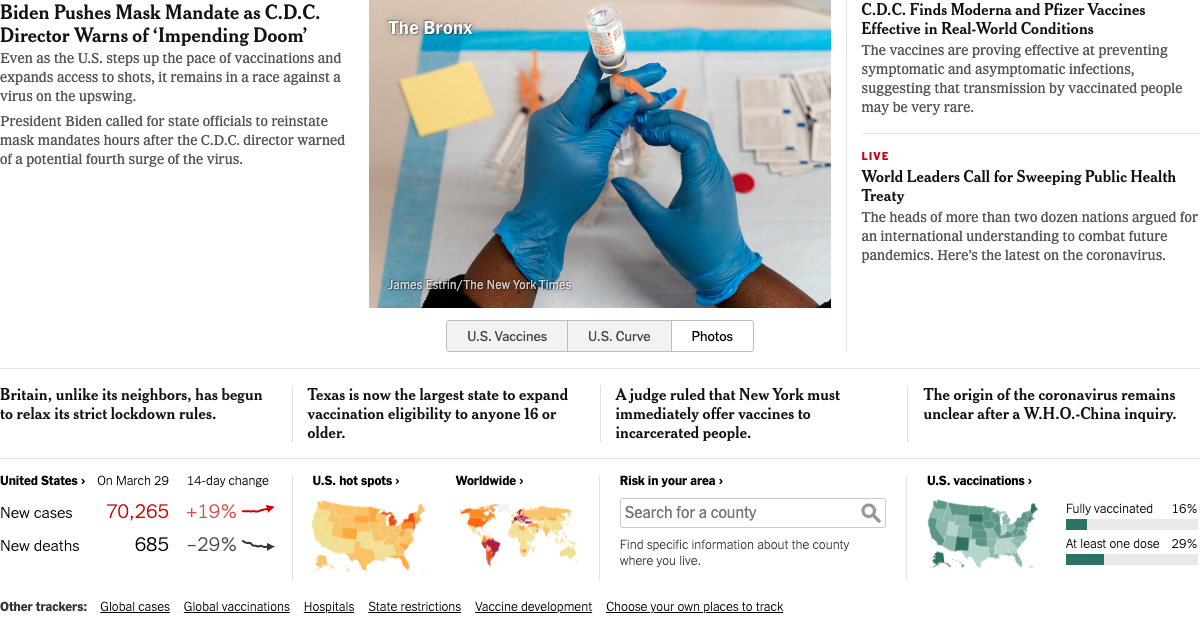 Biden Pushes Mask Mandate as C.D.C.
Director Warns of ‘Impending Doom’
Even as the U.S. steps up the pace of vaccinations and
expands access to shots, it remains in a race against a
virus on the upswing.
President Biden called for state officials to reinstate
mask mandates hours after the C.D.C. director warned
of a potential fourth surge of the virus.
The Bronx
James Estrin/The New York Times
U.S. Vaccines
U.S. Curve
Photos
C.D.C. Finds Moderna and Pfizer Vaccines
Effective in Real-World Conditions
The vaccines are proving effective at preventing
symptomatic and asymptomatic infections,
suggesting that transmission by vaccinated people
may be very rare.
LIVE
World Leaders Call for Sweeping Public Health
Treaty
The heads of more than two dozen nations argued for
an international understanding to combat future
pandemics. Here’s the latest on the coronavirus.
Britain, unlike its neighbors, has begun
to relax its strict lockdown rules.
Texas is now the largest state to expand
vaccination eligibility to anyone 16 or
older.
A judge ruled that New York must
immediately offer vaccines to
incarcerated people.
The origin of the coronavirus remains
unclear after a W.H.O.-China inquiry.
United States › On March 29 14-day change
New cases 70,265 +19%
New deaths 685 –29%
U.S. hot spots ›
Worldwide ›
Risk in your area ›
Search for a county
Find specific information about the county
where you live.
U.S. vaccinations ›
Fully vaccinated 16%
At least one dose 29%
Other trackers: Global cases Global vaccinations Hospitals State restrictions Vaccine development Choose your own places to track